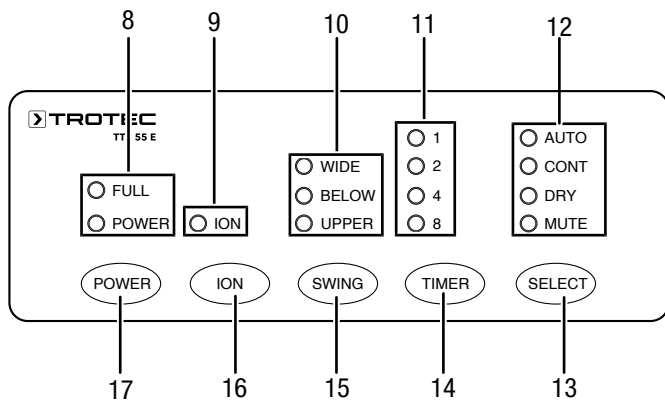 8 9 10 11 12
TROTEC
TT 55 E
FULL
POWER
ION
WIDE
BELOW
UPPER
1
2
4
8
AUTO
CONT
DRY
MUTE
POWER ION SWING TIMER SELECT
17 16 15 14 13